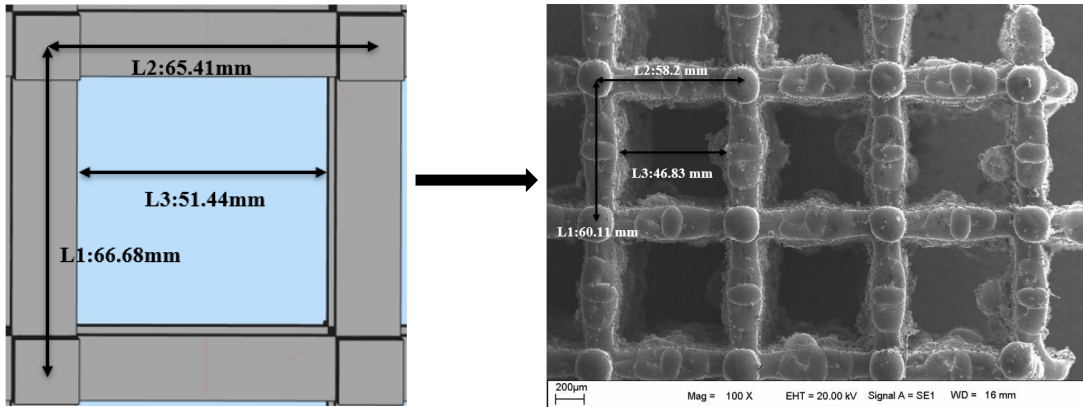 L2:65.41mm
L3:51.44mm
L1:66.68mm
L2:58.2 mm
L3:46.83 mm
L1:60.11 mm
200µm
Mag = 100 X EHT = 20.00 kV Signal A = SE1 WD = 16 mm